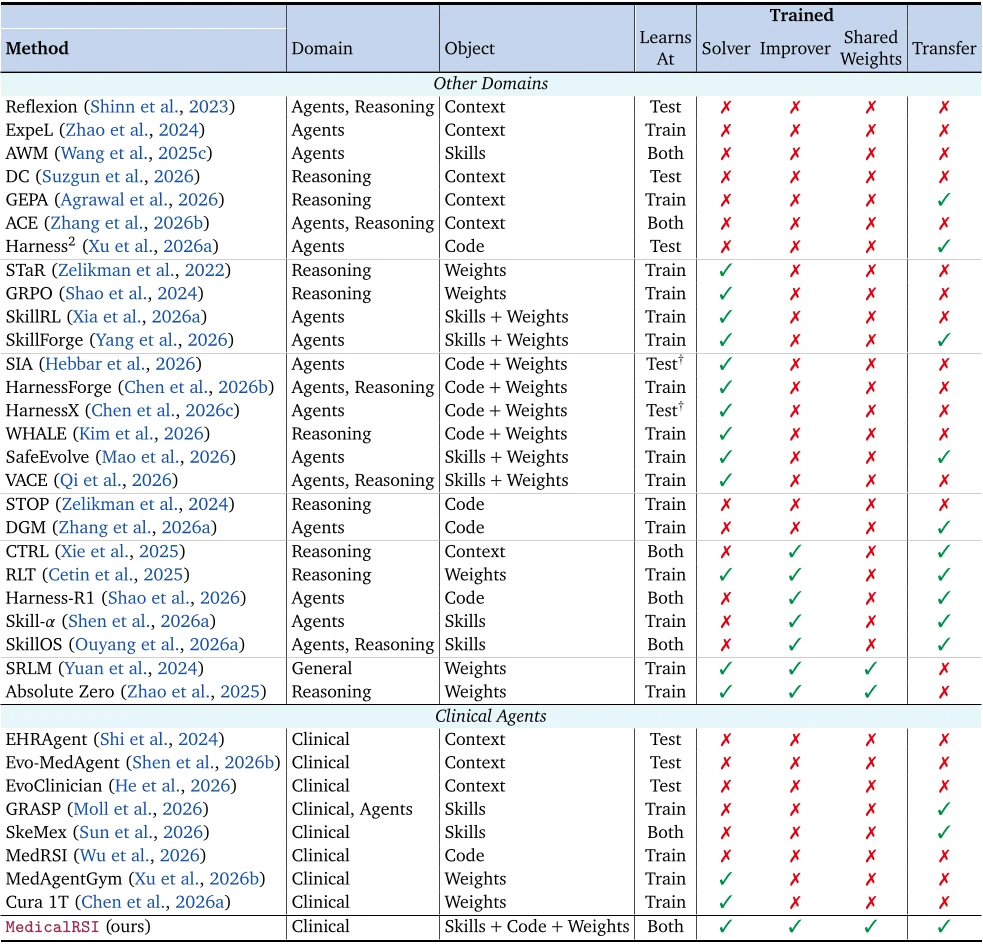 Trained
Method Domain Object Learns At Solver Improver Shared Weights Transfer
Other Domains
Reflexion (Shinn et al., 2023) Agents, Reasoning Context Test ✗ ✗ ✗ ✗
ExpeL (Zhao et al., 2024) Agents Context Train ✗ ✗ ✗ ✗
AWM (Wang et al., 2025c) Agents Skills Both ✗ ✗ ✗ ✗
DC (Suzgun et al., 2026) Reasoning Context Test ✗ ✗ ✗ ✗
GEPA (Agrawal et al., 2026) Reasoning Context Train ✗ ✗ ✗ ✓
ACE (Zhang et al., 2026b) Agents, Reasoning Context Both ✗ ✗ ✗ ✗
Harness² (Xu et al., 2026a) Agents Code Test ✗ ✗ ✗ ✓
STaR (Zelikman et al., 2022) Reasoning Weights Train ✓ ✗ ✗ ✗
GRPO (Shao et al., 2024) Reasoning Weights Train ✓ ✗ ✗ ✗
SkillRL (Xia et al., 2026a) Agents Skills + Weights Train ✓ ✗ ✗ ✗
SkillForge (Yang et al., 2026) Agents Skills + Weights Train ✓ ✗ ✗ ✓
SIA (Hebbar et al., 2026) Agents Code + Weights Test† ✓ ✗ ✗ ✗
HarnessForge (Chen et al., 2026b) Agents, Reasoning Code + Weights Train ✓ ✗ ✗ ✗
HarnessX (Chen et al., 2026c) Agents Code + Weights Test† ✓ ✗ ✗ ✗
WHALE (Kim et al., 2026) Reasoning Code + Weights Train ✓ ✗ ✗ ✗
SafeEvolve (Mao et al., 2026) Agents Skills + Weights Train ✓ ✗ ✗ ✓
VACE (Qi et al., 2026) Agents, Reasoning Skills + Weights Train ✓ ✗ ✗ ✗
STOP (Zelikman et al., 2024) Reasoning Code Train ✗ ✗ ✗ ✗
DGM (Zhang et al., 2026a) Agents Code Train ✗ ✗ ✗ ✓
CTRL (Xie et al., 2025) Reasoning Context Both ✗ ✓ ✗ ✓
RLT (Cetin et al., 2025) Reasoning Weights Train ✓ ✓ ✗ ✓
Harness-R1 (Shao et al., 2026) Agents Code Both ✗ ✓ ✗ ✓
Skill-α (Shen et al., 2026a) Agents Skills Train ✗ ✓ ✗ ✓
SkillOS (Ouyang et al., 2026a) Agents, Reasoning Skills Both ✗ ✓ ✗ ✓
SRLM (Yuan et al., 2024) General Weights Train ✓ ✓ ✓ ✗
Absolute Zero (Zhao et al., 2025) Reasoning Weights Train ✓ ✓ ✓ ✗
Clinical Agents
EHRAgent (Shi et al., 2024) Clinical Context Test ✗ ✗ ✗ ✗
Evo-MedAgent (Shen et al., 2026b) Clinical Context Test ✗ ✗ ✗ ✗
EvoClinician (He et al., 2026) Clinical Context Test ✗ ✗ ✗ ✗
GRASP (Moll et al., 2026) Clinical, Agents Skills Train ✗ ✗ ✗ ✓
SkeMex (Sun et al., 2026) Clinical Skills Both ✗ ✗ ✗ ✓
MedRSI (Wu et al., 2026) Clinical Code Train ✗ ✗ ✗ ✗
MedAgentGym (Xu et al., 2026b) Clinical Weights Train ✓ ✗ ✗ ✗
Cura 1T (Chen et al., 2026a) Clinical Weights Train ✓ ✗ ✗ ✗
MedicalRSI (ours) Clinical Skills + Code + Weights Both ✓ ✓ ✓ ✓